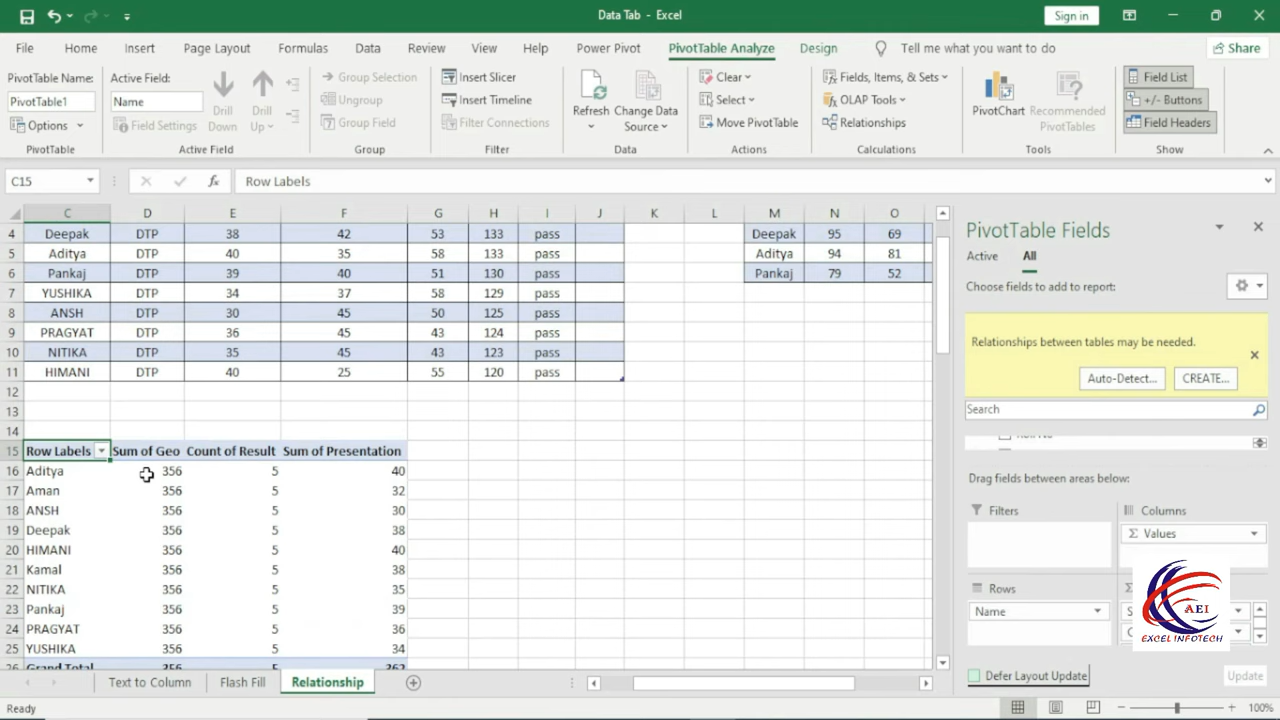 Data Tab - Excel
Sign in
File Home Insert Page Layout Formulas Data Review View Help Power Pivot PivotTable Analyze Design Tell me what you want to do Share
PivotTable Name:
PivotTable1
Options
PivotTable
Active Field:
Name
Field Settings
Drill Down
Drill Up
Active Field
Group Selection
Ungroup
Group Field
Group
Insert Slicer
Insert Timeline
Filter Connections
Filter
Refresh
Change Data Source
Data
Clear
Select
Move PivotTable
Actions
Fields, Items, & Sets
OLAP Tools
Relationships
Calculations
PivotChart
Recommended PivotTables
Tools
Field List
+/- Buttons
Field Headers
Show
C15 fx Row Labels
C D E F G H I J K L M N O
4 Deepak DTP 38 42 53 133 pass Deepak 95 69
5 Aditya DTP 40 35 58 133 pass Aditya 94 81
6 Pankaj DTP 39 40 51 130 pass Pankaj 79 52
7 YUSHIKA DTP 34 37 58 129 pass
8 ANSH DTP 30 45 50 125 pass
9 PRAGYAT DTP 36 45 43 124 pass
10 NITIKA DTP 35 45 43 123 pass
11 HIMANI DTP 40 25 55 120 pass
12
13
14
15 Row Labels Sum of Geo Count of Result Sum of Presentation
16 Aditya 356 5 40
17 Aman 356 5 32
18 ANSH 356 5 30
19 Deepak 356 5 38
20 HIMANI 356 5 40
21 Kamal 356 5 38
22 NITIKA 356 5 35
23 Pankaj 356 5 39
24 PRAGYAT 356 5 36
25 YUSHIKA 356 5 34
26 Grand Total 356 5 362
PivotTable Fields
Active All
Choose fields to add to report:
Relationships between tables may be needed.
Auto-Detect... CREATE...
Search
Drag fields between areas below:
Filters
Columns
Σ Values
Rows
Name
Σ
AEI
EXCEL INFOTECH
Defer Layout Update Update
Text to Column Flash Fill Relationship
Ready
100%